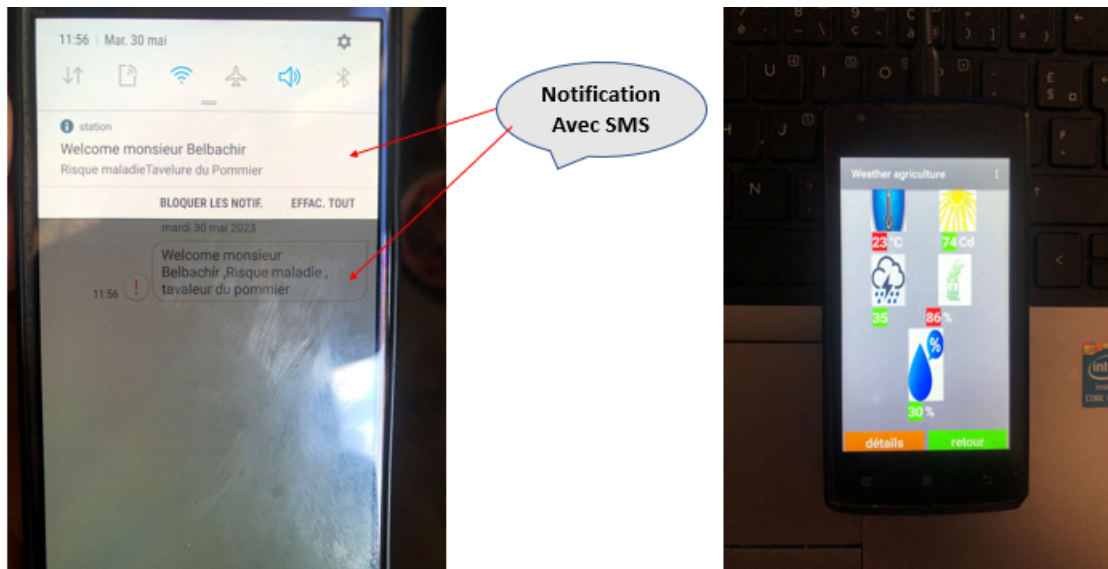 11:56 | Mar. 30 mai
station
Welcome monsieur Belbachir
Risque maladieTavelure du Pommier
BLOQUER LES NOTIF. EFFAC. TOUT
mardi 30 mai 2023
Welcome monsieur
Belbachir ,Risque maladie ,
tavaleur du pommier
11:56
!
Notification
Avec SMS
Weather agriculture
23 °C
74 Cd
35
86 %
%
30 %
détails
retour
U
I
O
J
N